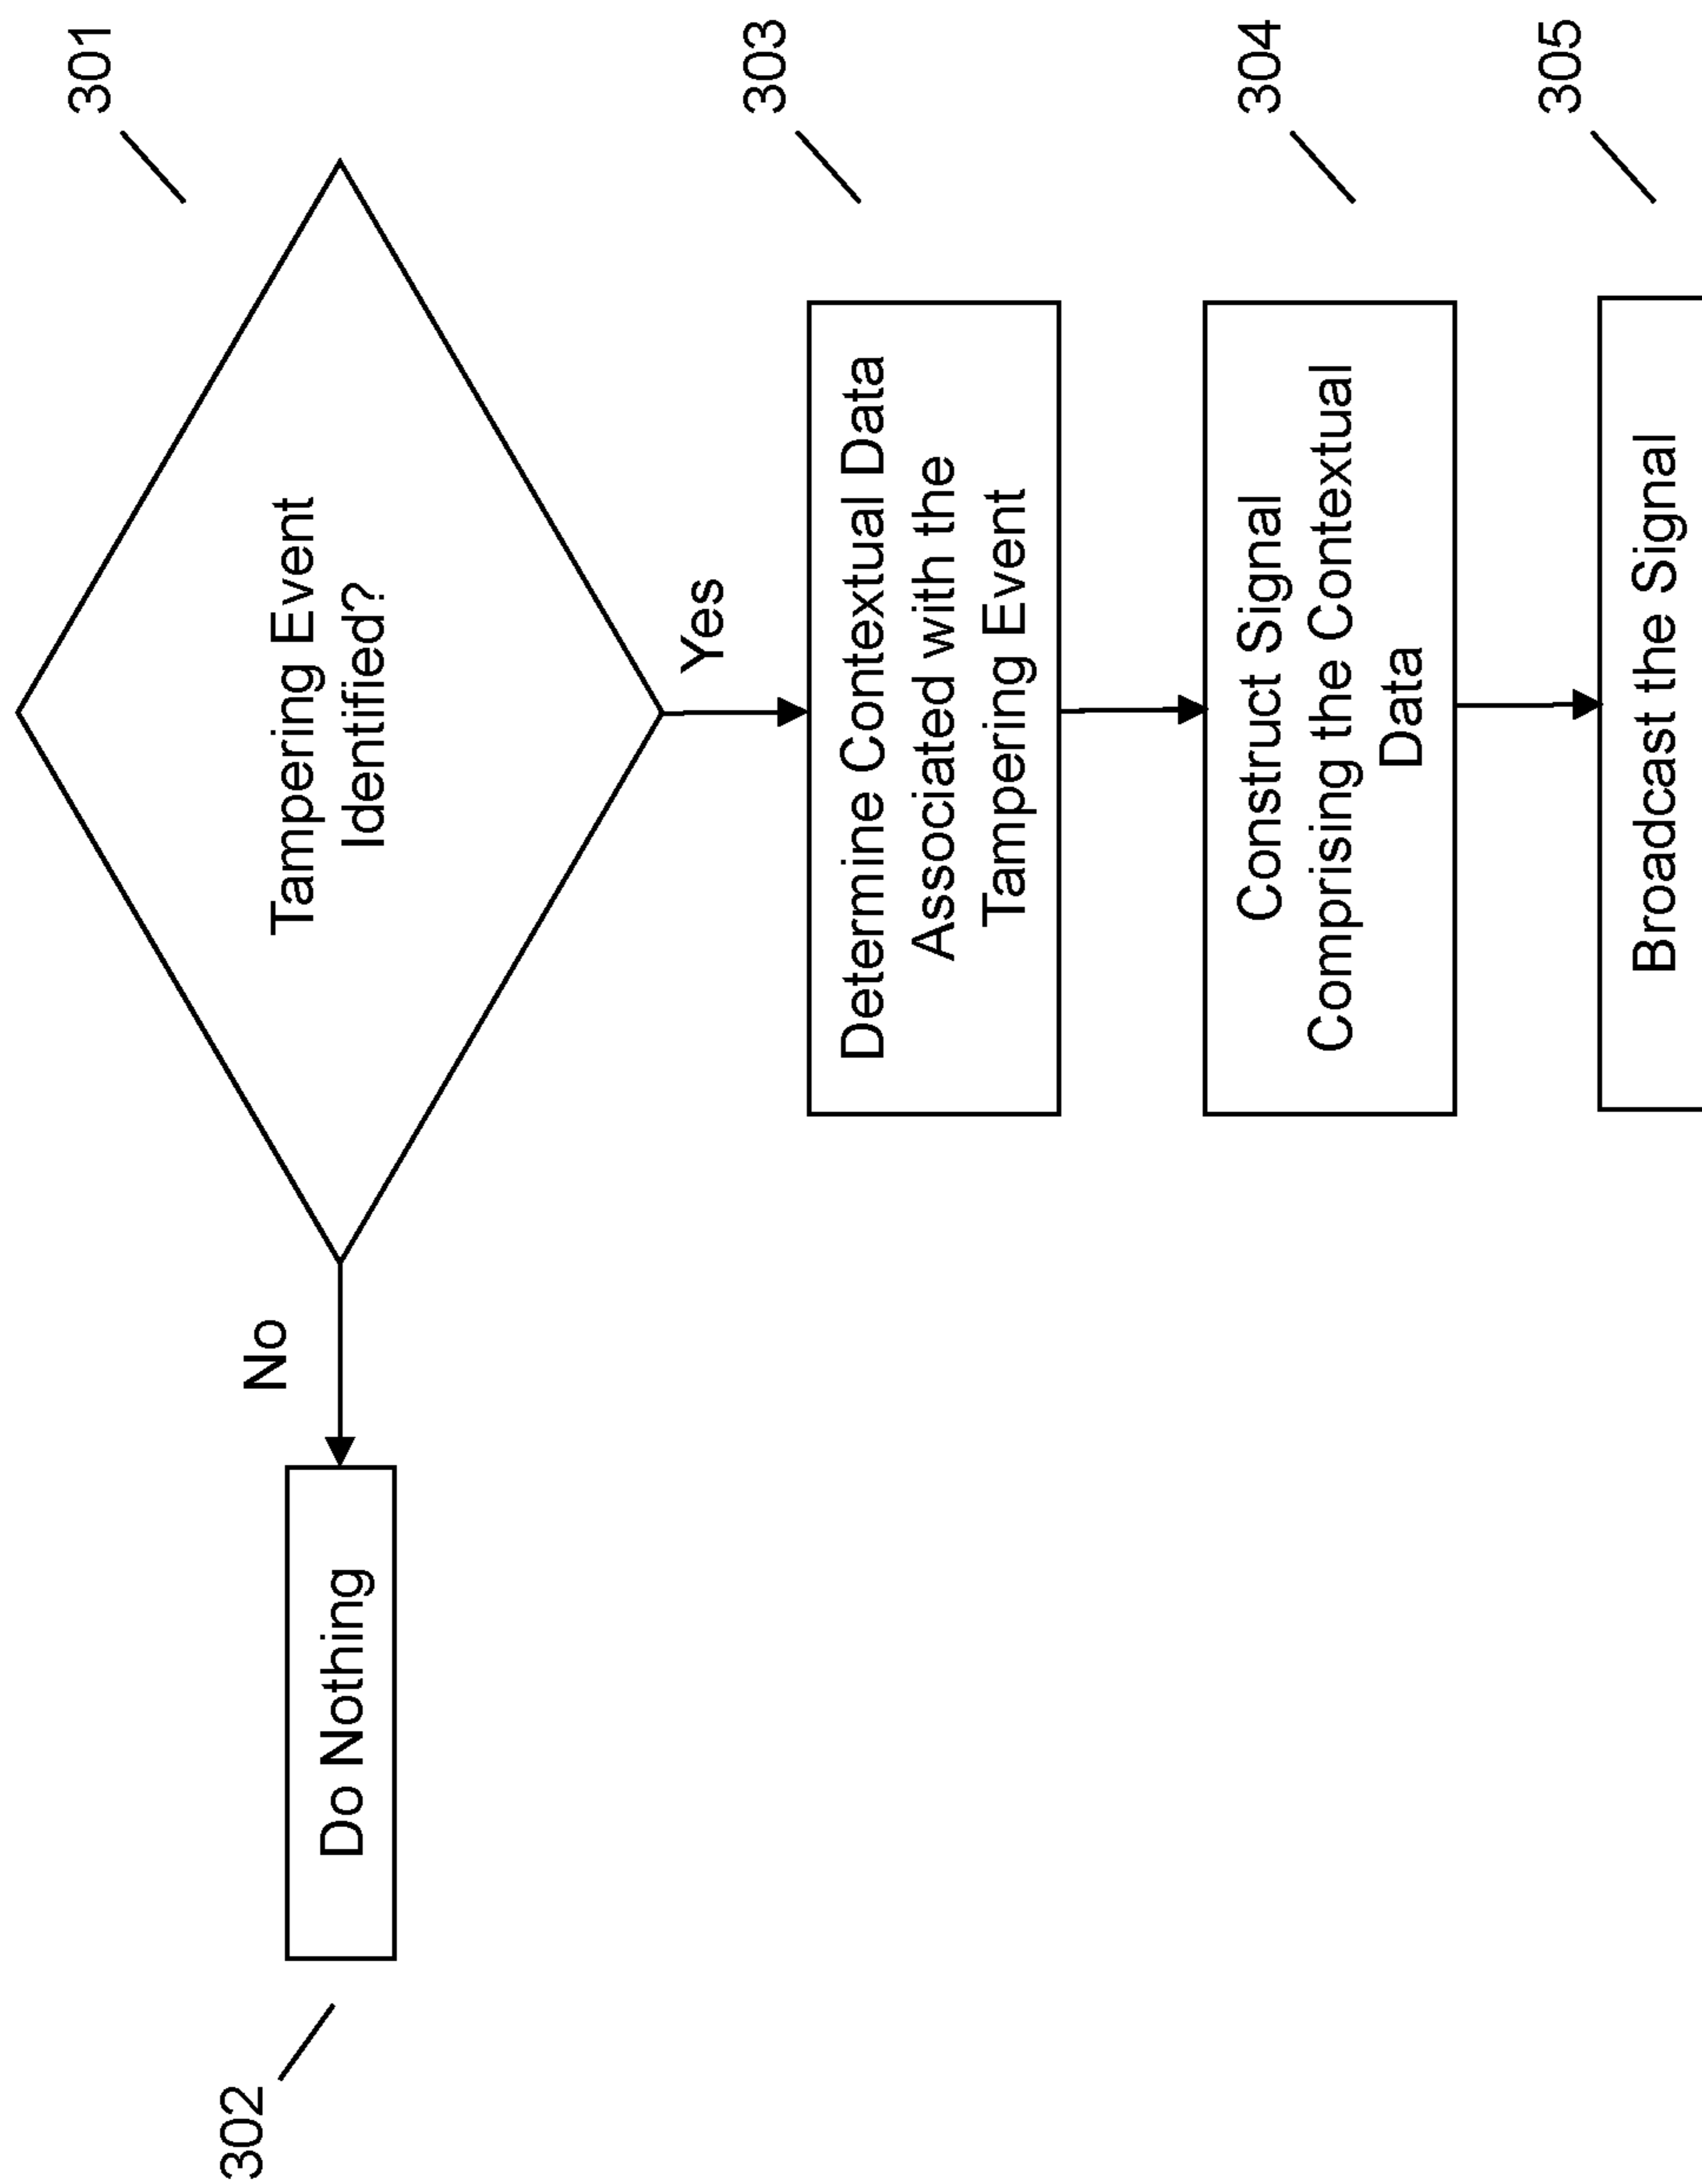 301
Tampering Event
Identified?
No
Do Nothing
302
Yes
303
Determine Contextual Data
Associated with the
Tampering Event
304
Construct Signal
Comprising the Contextual
Data
305
Broadcast the Signal